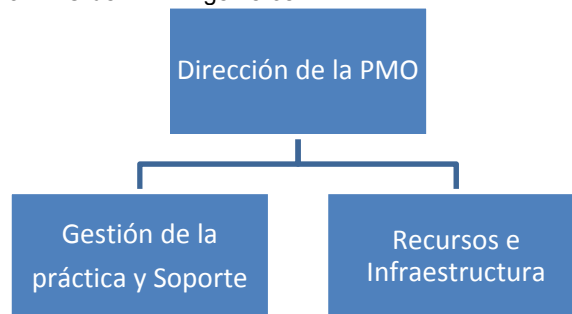 Dirección de la PMO
Gestión de la
práctica y Soporte
Recursos e
Infraestructura